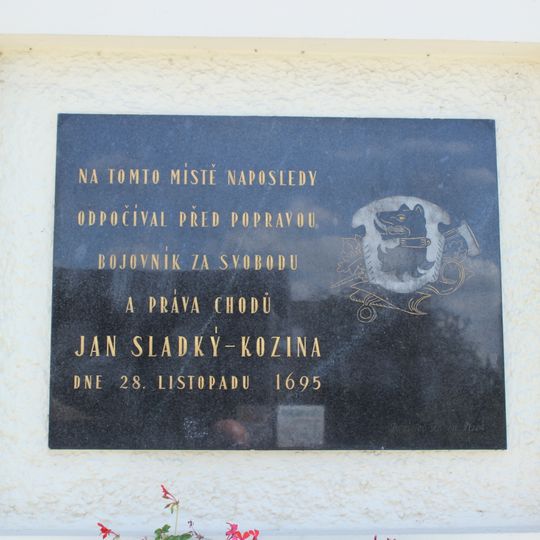 NA TOMTO MÍSTĚ NAPOSLEDY
ODPOČÍVAL PŘED POPRAVOU
BOJOVNÍK ZA SVOBODU
A PRÁVA CHODŮ
JAN SLADKÝ-KOZINA
DNE 28. LISTOPADU 1695